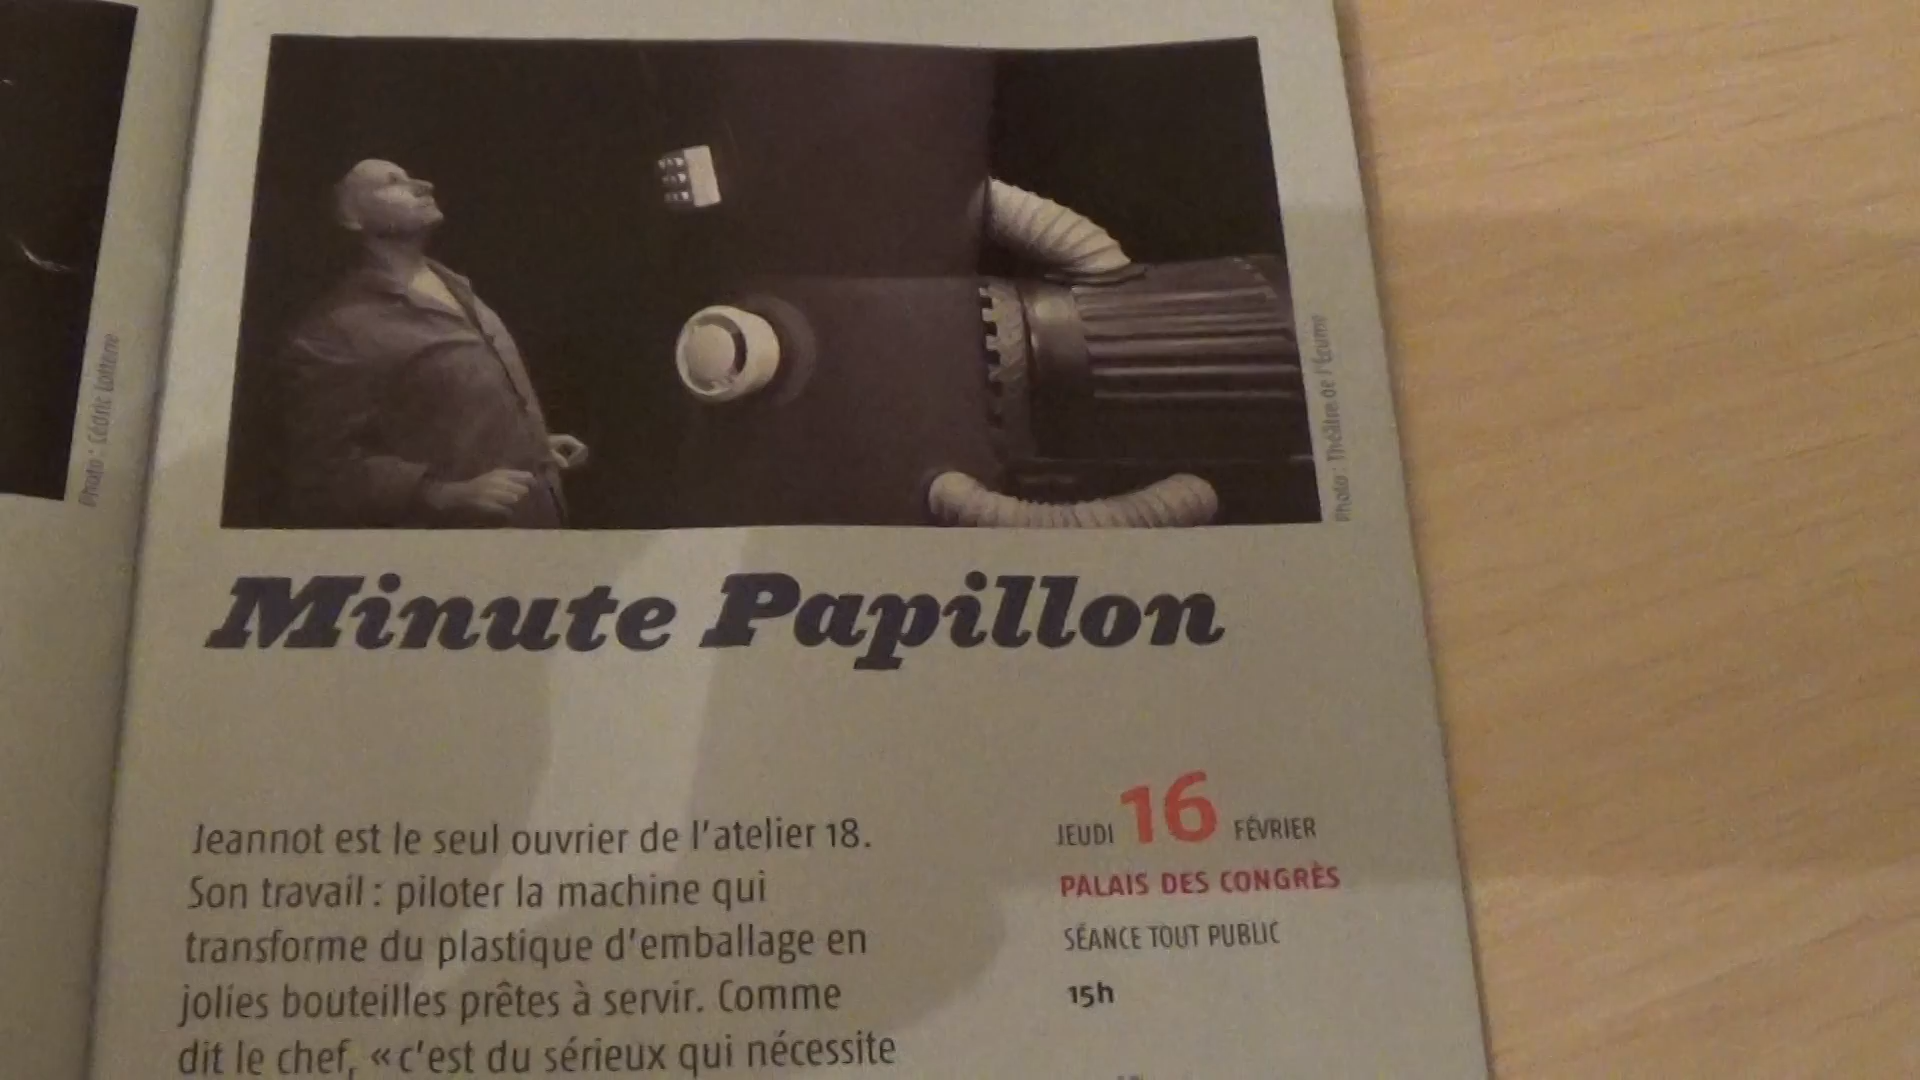 Photo : Cédric Lotterie
Photo : Théâtre de l'Ecume
Minute Papillon
Jeannot est le seul ouvrier de l'atelier 18.
Son travail : piloter la machine qui
transforme du plastique d'emballage en
jolies bouteilles prêtes à servir. Comme
dit le chef, «c'est du sérieux qui nécessite
JEUDI 16 FÉVRIER
PALAIS DES CONGRÈS
SÉANCE TOUT PUBLIC
15h